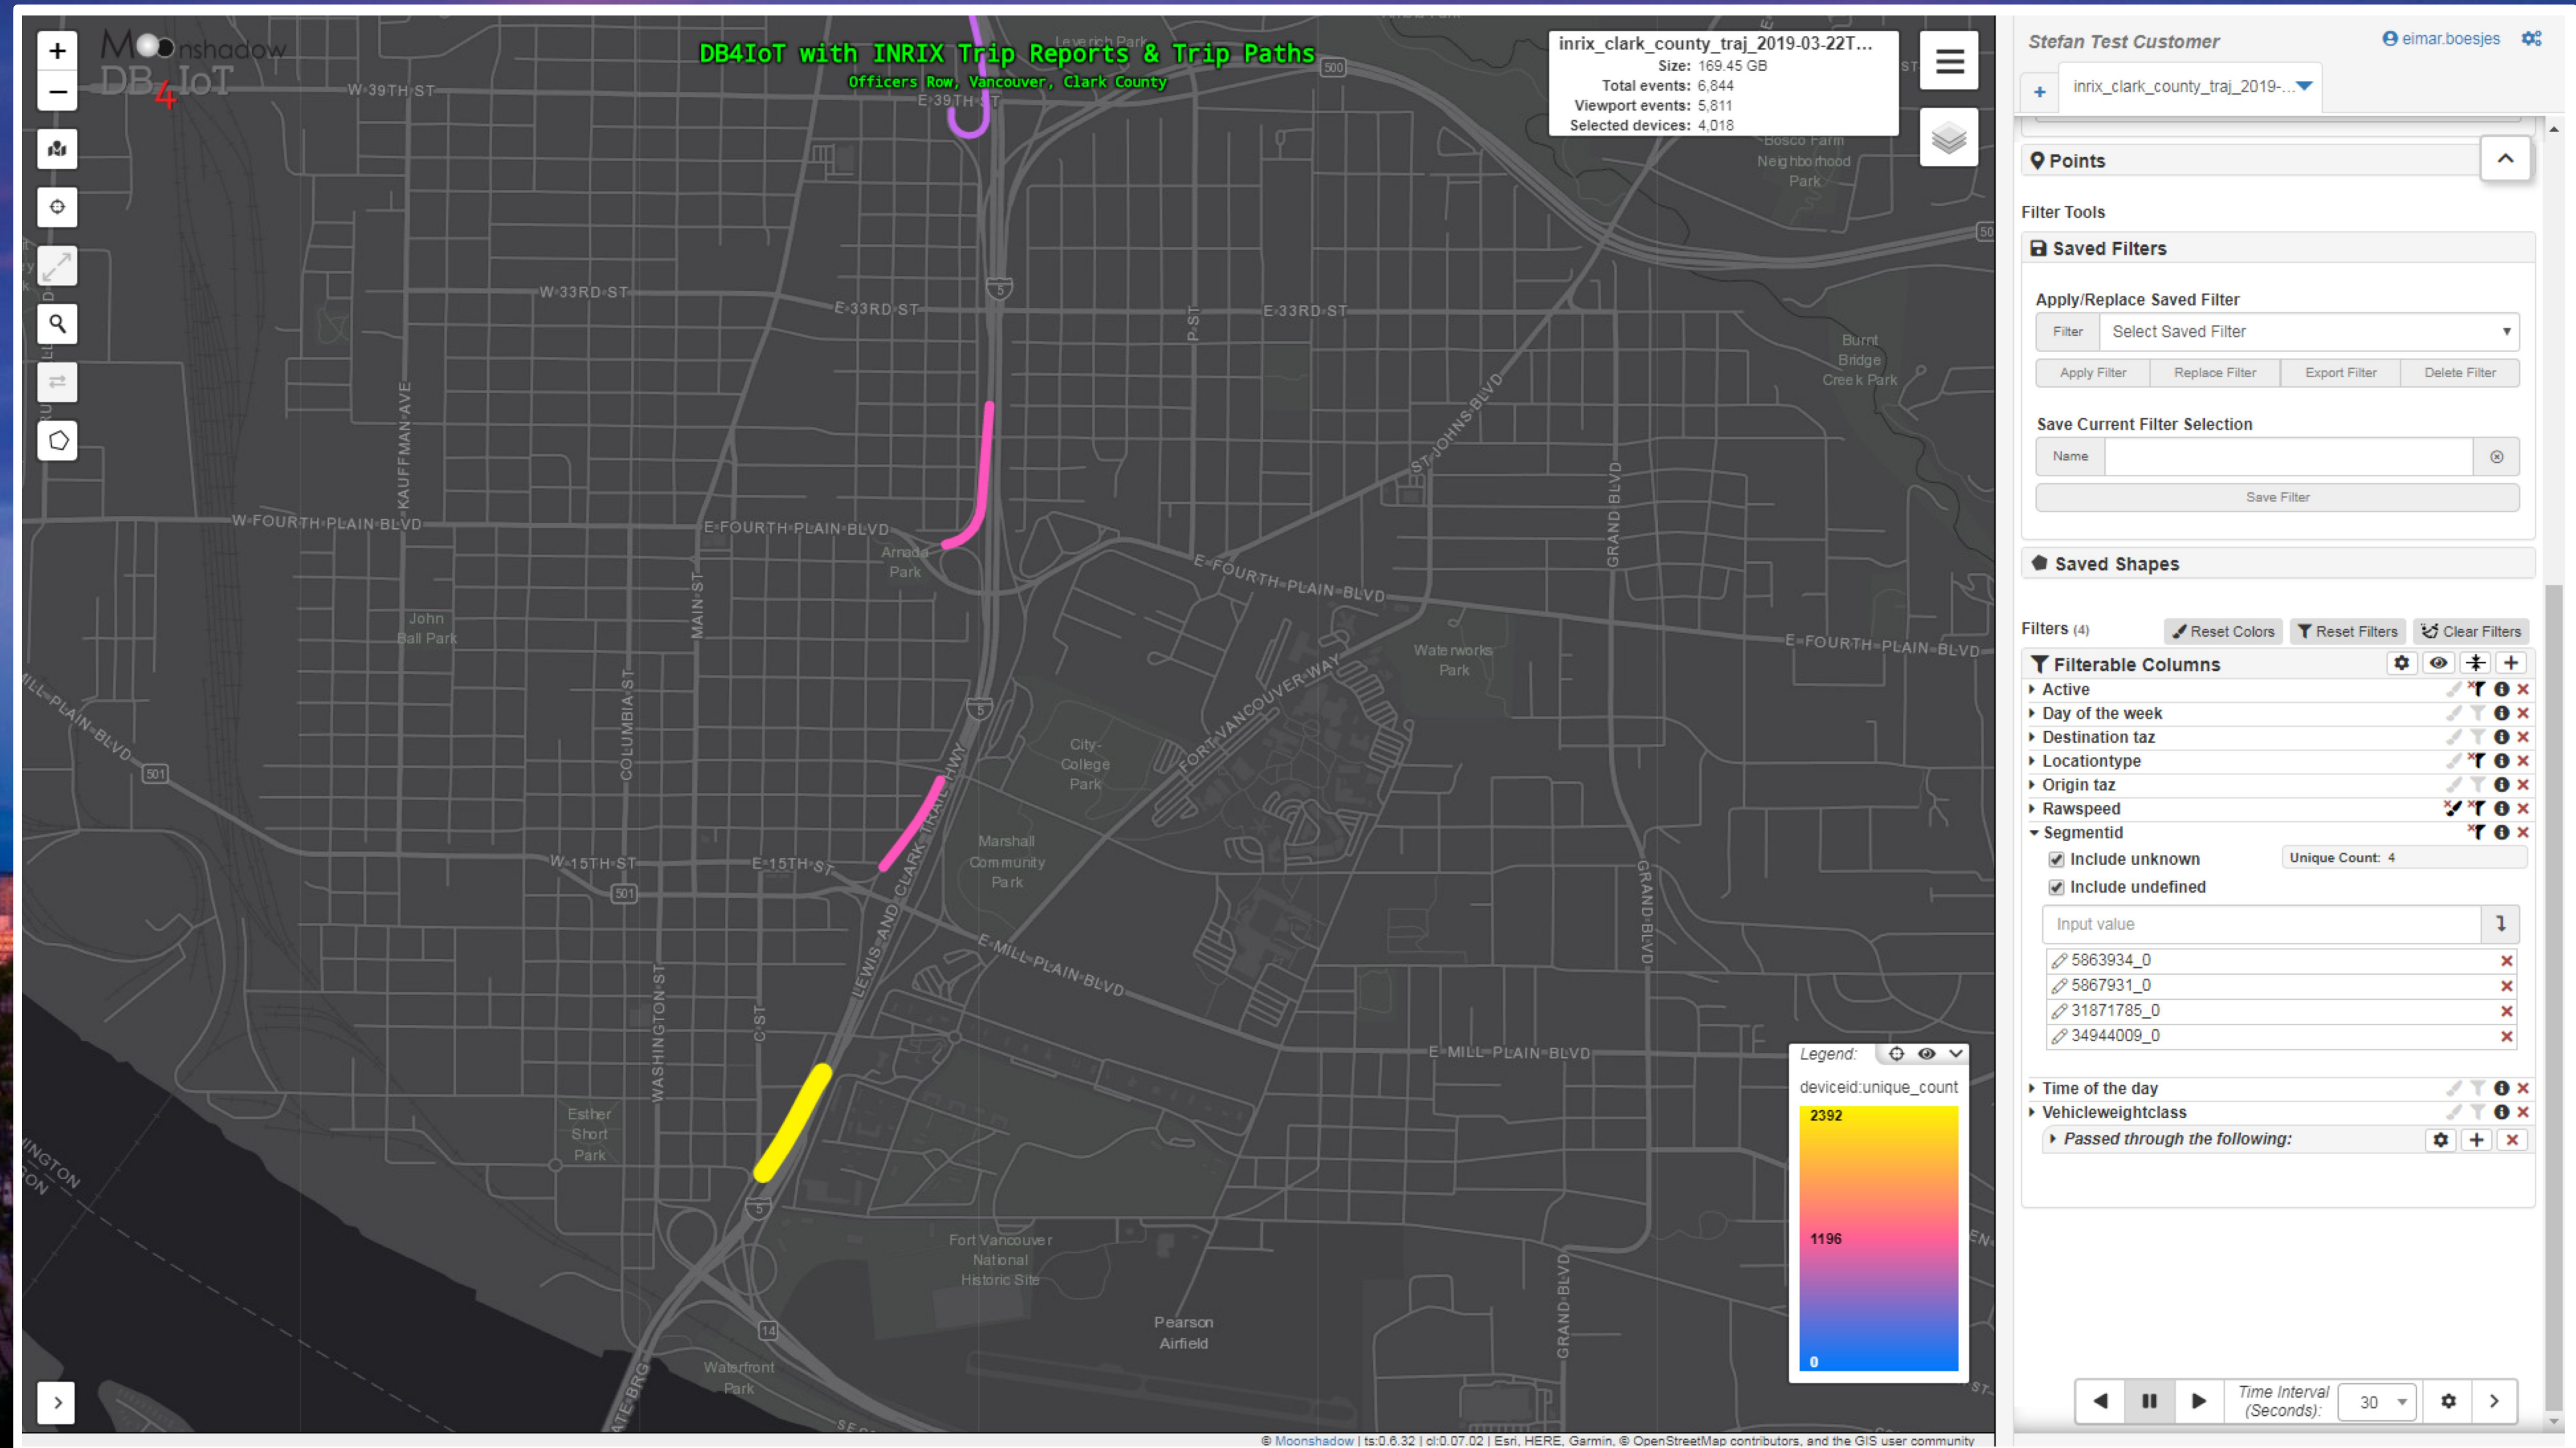 Moonshadow
DB4IoT
DB4IoT with INRIX Trip Reports & Trip Paths
Officers Row, Vancouver, Clark County
inrix_clark_county_traj_2019-03-22T...
Size: 169.45 GB
Total events: 6,844
Viewport events: 5,811
Selected devices: 4,018
Leverich Park
500
W 39TH ST
E 39TH ST
Bosco Farm
Neighborhood
Park
W 33RD ST
E 33RD ST
5
E 33RD ST
P ST
Burnt
Bridge
Creek Park
KAUFFMAN AVE
ST JOHNS BLVD
GRAND BLVD
W FOURTH PLAIN BLVD
E FOURTH PLAIN BLVD
Arnada
Park
E FOURTH PLAIN BLVD
MAIN ST
John
Ball Park
E FOURTH PLAIN BLVD
Waterworks
Park
MILL PLAIN BLVD
COLUMBIA ST
5
FORT VANCOUVER WAY
City-
College
Park
501
Marshall
Community
Park
W 15TH ST
E 15TH ST
501
LEWIS AND CLARK TRAIL HWY
GRAND BLVD
E MILL PLAIN BLVD
WASHINGTON ST
C ST
E MILL PLAIN BLVD
Esther
Short
Park
5
Fort Vancouver
National
Historic Site
Pearson
Airfield
GRAND BLVD
14
Waterfront
Park
Legend:
deviceid:unique_count
2392
1196
0
© Moonshadow | ts:0.6.32 | cl:0.07.02 | Esri, HERE, Garmin, © OpenStreetMap contributors, and the GIS user community
Stefan Test Customer
eimar.boesjes
+
inrix_clark_county_traj_2019-...
Points
Filter Tools
Saved Filters
Apply/Replace Saved Filter
Filter
Select Saved Filter
Apply Filter
Replace Filter
Export Filter
Delete Filter
Save Current Filter Selection
Name
Save Filter
Saved Shapes
Filters (4)
Reset Colors
Reset Filters
Clear Filters
Filterable Columns
Active
Day of the week
Destination taz
Locationtype
Origin taz
Rawspeed
Segmentid
Include unknown
Unique Count: 4
Include undefined
Input value
5863934_0
5867931_0
31871785_0
34944009_0
Time of the day
Vehicleweightclass
Passed through the following:
Time Interval
(Seconds):
30